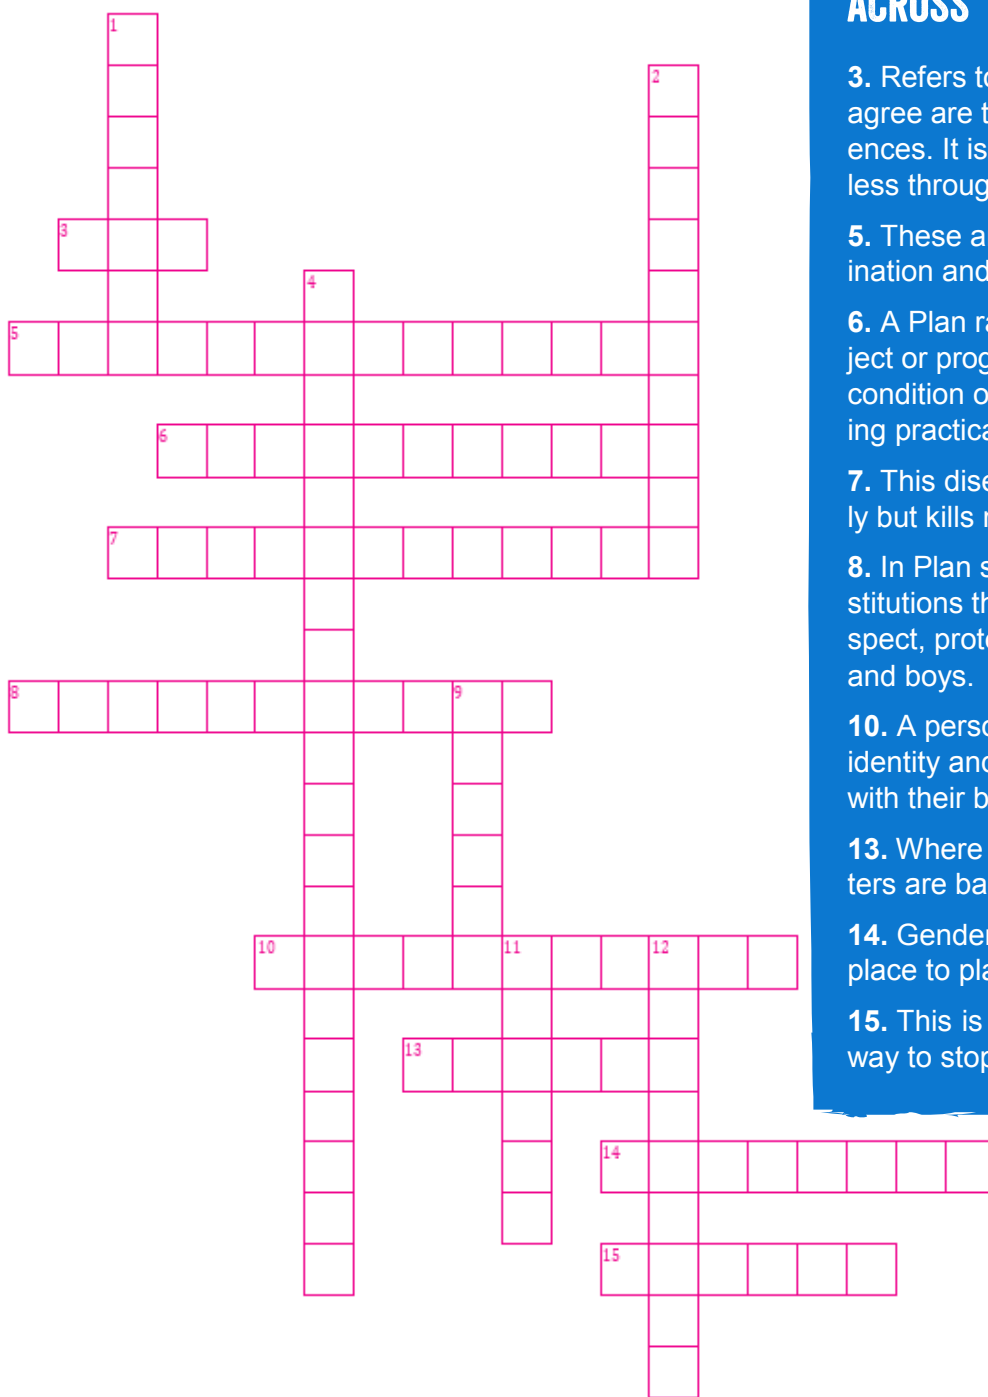 ACROSS
1
2
3. Refers to
agree are t
ences. It is
less throug
3
5. These a
ination and
4
5
6. A Plan ra
ject or prog
condition o
ing practica
6
7. This dise
ly but kills
7
8. In Plan s
stitutions th
spect, prote
and boys.
8
9
10. A perso
identity and
with their b
13. Where
ters are ba
10
11
12
14. Gender
place to pla
15. This is
way to stop
13
14
15